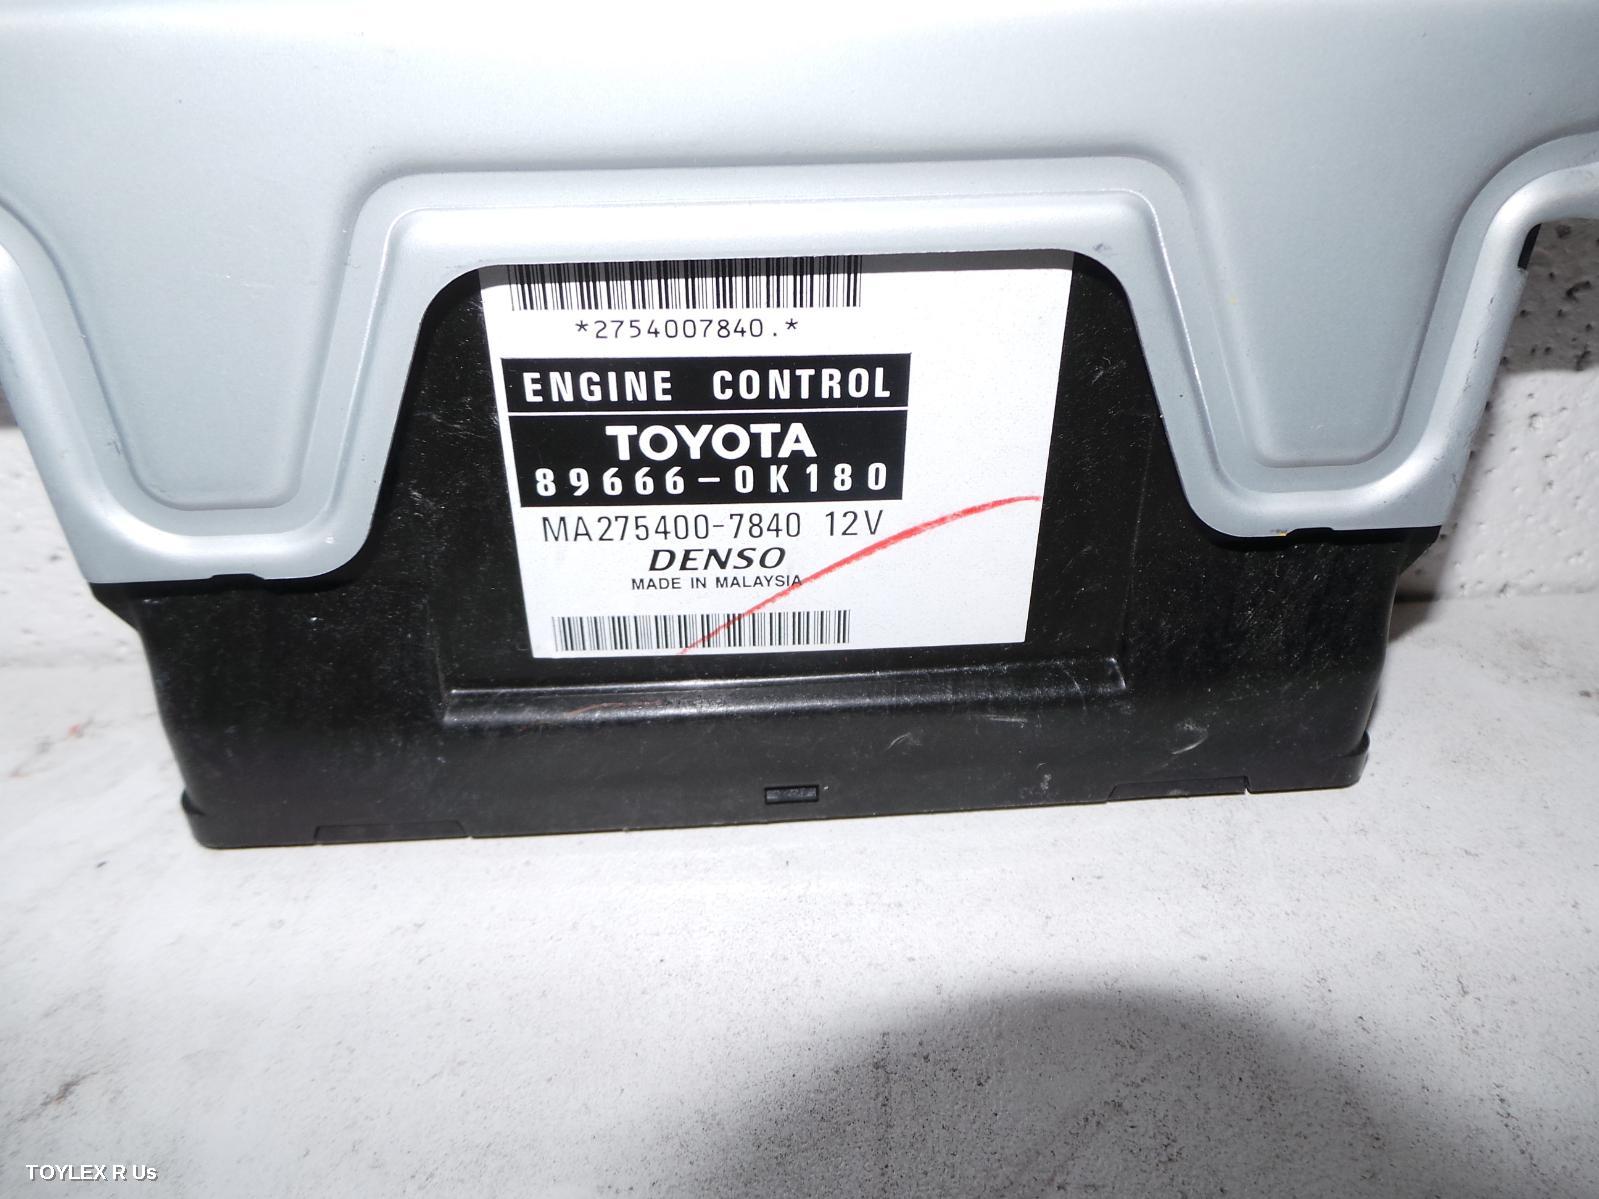 *2754007840.*
ENGINE CONTROL
TOYOTA
89666-0K180
MA275400-7840 12V
DENSO
MADE IN MALAYSIA
TOYLEX R Us